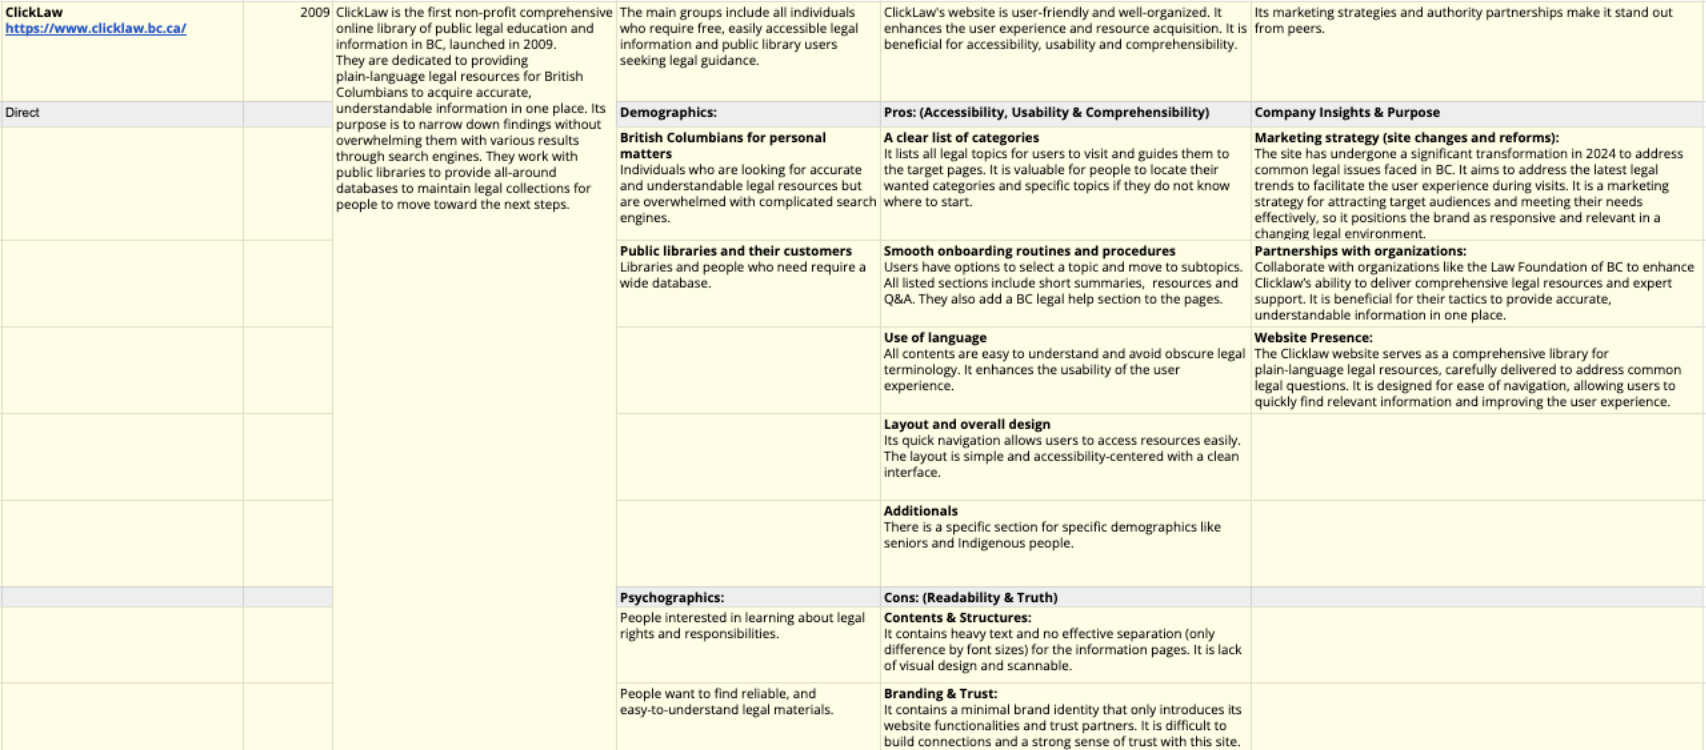 ClickLaw
https://www.clicklaw.bc.ca/
2009
ClickLaw is the first non-profit comprehensive
online library of public legal education and
information in BC, launched in 2009.
They are dedicated to providing
plain-language legal resources for British
Columbians to acquire accurate,
understandable information in one place. Its
purpose is to narrow down findings without
overwhelming them with various results
through search engines. They work with
public libraries to provide all-around
databases to maintain legal collections for
people to move toward the next steps.
The main groups include all individuals
who require free, easily accessible legal
information and public library users
seeking legal guidance.
ClickLaw's website is user-friendly and well-organized. It
enhances the user experience and resource acquisition. It is
beneficial for accessibility, usability and comprehensibility.
Its marketing strategies and authority partnerships make it stand out
from peers.
Direct
Demographics:
Pros: (Accessibility, Usability & Comprehensibility)
Company Insights & Purpose
British Columbians for personal
matters
Individuals who are looking for accurate
and understandable legal resources but
are overwhelmed with complicated search
engines.
A clear list of categories
It lists all legal topics for users to visit and guides them to
the target pages. It is valuable for people to locate their
wanted categories and specific topics if they do not know
where to start.
Marketing strategy (site changes and reforms):
The site has undergone a significant transformation in 2024 to address
common legal issues faced in BC. It aims to address the latest legal
trends to facilitate the user experience during visits. It is a marketing
strategy for attracting target audiences and meeting their needs
effectively, so it positions the brand as responsive and relevant in a
changing legal environment.
Public libraries and their customers
Libraries and people who need require a
wide database.
Smooth onboarding routines and procedures
Users have options to select a topic and move to subtopics.
All listed sections include short summaries,  resources and
Q&A. They also add a BC legal help section to the pages.
Partnerships with organizations:
Collaborate with organizations like the Law Foundation of BC to enhance
Clicklaw's ability to deliver comprehensive legal resources and expert
support. It is beneficial for their tactics to provide accurate,
understandable information in one place.
Use of language
All contents are easy to understand and avoid obscure legal
terminology. It enhances the usability of the user
experience.
Website Presence:
The Clicklaw website serves as a comprehensive library for
plain-language legal resources, carefully delivered to address common
legal questions. It is designed for ease of navigation, allowing users to
quickly find relevant information and improving the user experience.
Layout and overall design
Its quick navigation allows users to access resources easily.
The layout is simple and accessibility-centered with a clean
interface.
Additionals
There is a specific section for specific demographics like
seniors and Indigenous people.
Psychographics:
Cons: (Readability & Truth)
People interested in learning about legal
rights and responsibilities.
Contents & Structures:
It contains heavy text and no effective separation (only
difference by font sizes) for the information pages. It is lack
of visual design and scannable.
People want to find reliable, and
easy-to-understand legal materials.
Branding & Trust:
It contains a minimal brand identity that only introduces its
website functionalities and trust partners. It is difficult to
build connections and a strong sense of trust with this site.